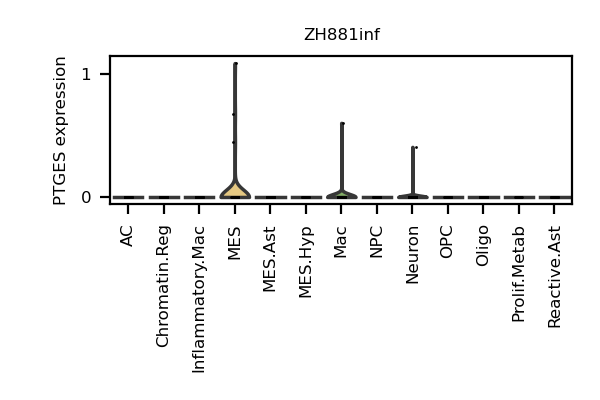 ZH881inf
PTGES expression
1
0
AC
Chromatin.Reg
Inflammatory.Mac
MES
MES.Ast
MES.Hyp
Mac
NPC
Neuron
OPC
Oligo
Prolif.Metab
Reactive.Ast